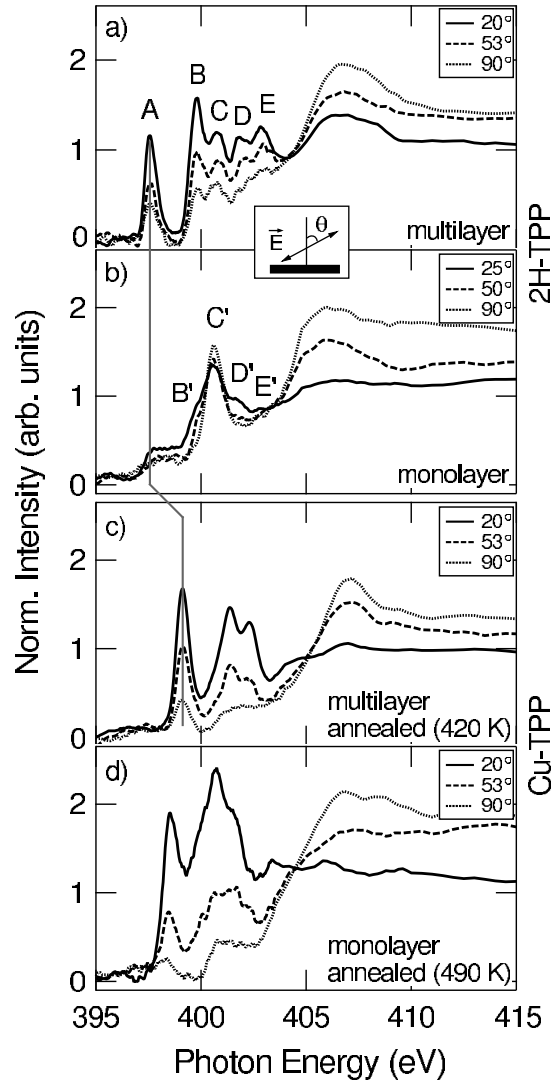 a)
20°
53°
90°
A
B
C
D
E
2
1
0
multilayer
E
θ
2H-TPP
b)
25°
50°
90°
C'
B'
D'
E'
2
1
0
monolayer
Norm. Intensity (arb. units)
c)
20°
53°
90°
2
1
0
multilayer
annealed (420 K)
Cu-TPP
d)
20°
53°
90°
2
1
0
monolayer
annealed (490 K)
395
400
405
410
415
Photon Energy (eV)